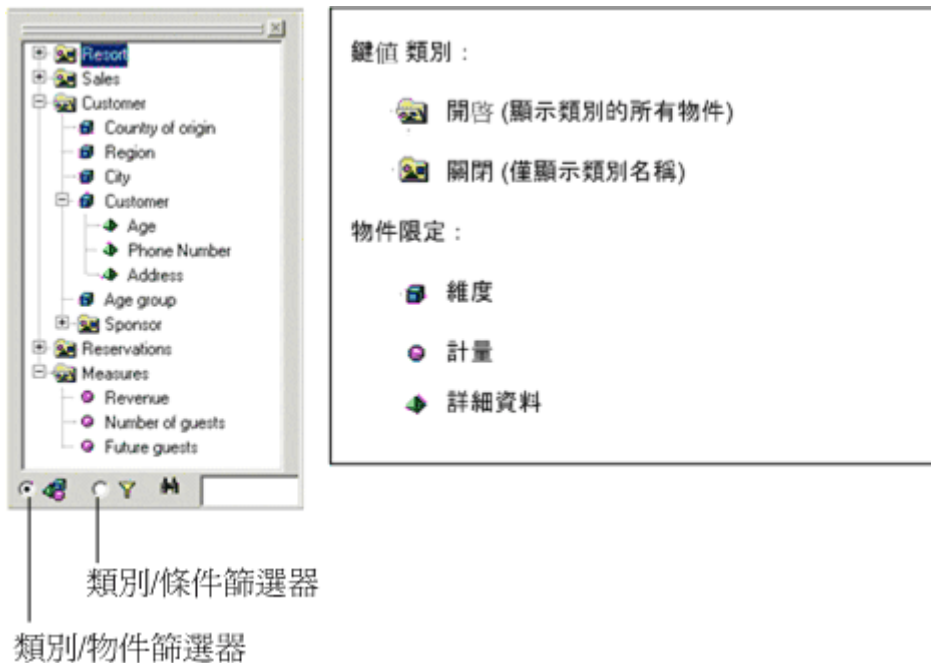 Resort
Sales
Customer
Country of origin
Region
City
Customer
Age
Phone Number
Address
Age group
Sponsor
Reservations
Measures
Revenue
Number of guests
Future guests
類別/條件篩選器
類別/物件篩選器
鍵值 類別：
開啓 (顯示類別的所有物件)
關閉 (僅顯示類別名稱)
物件限定：
維度
計量
詳細資料